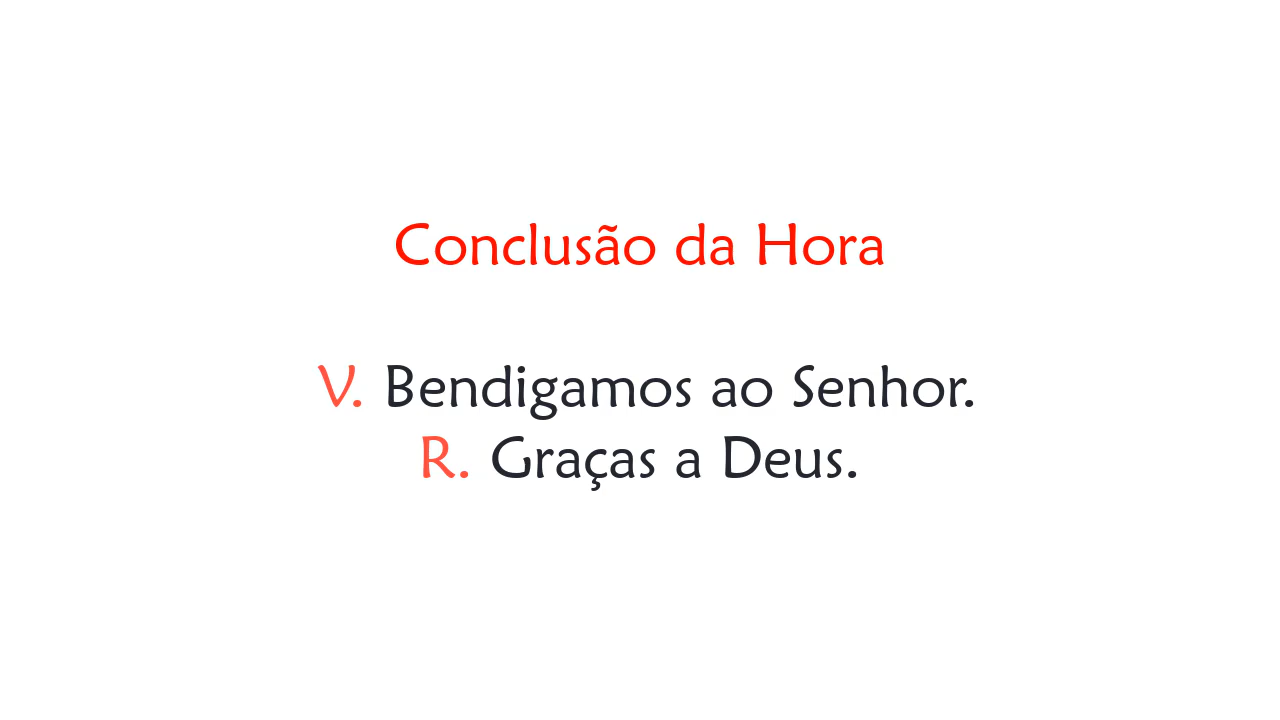 Conclusão da Hora
V. Bendigamos ao Senhor.
R. Graças a Deus.